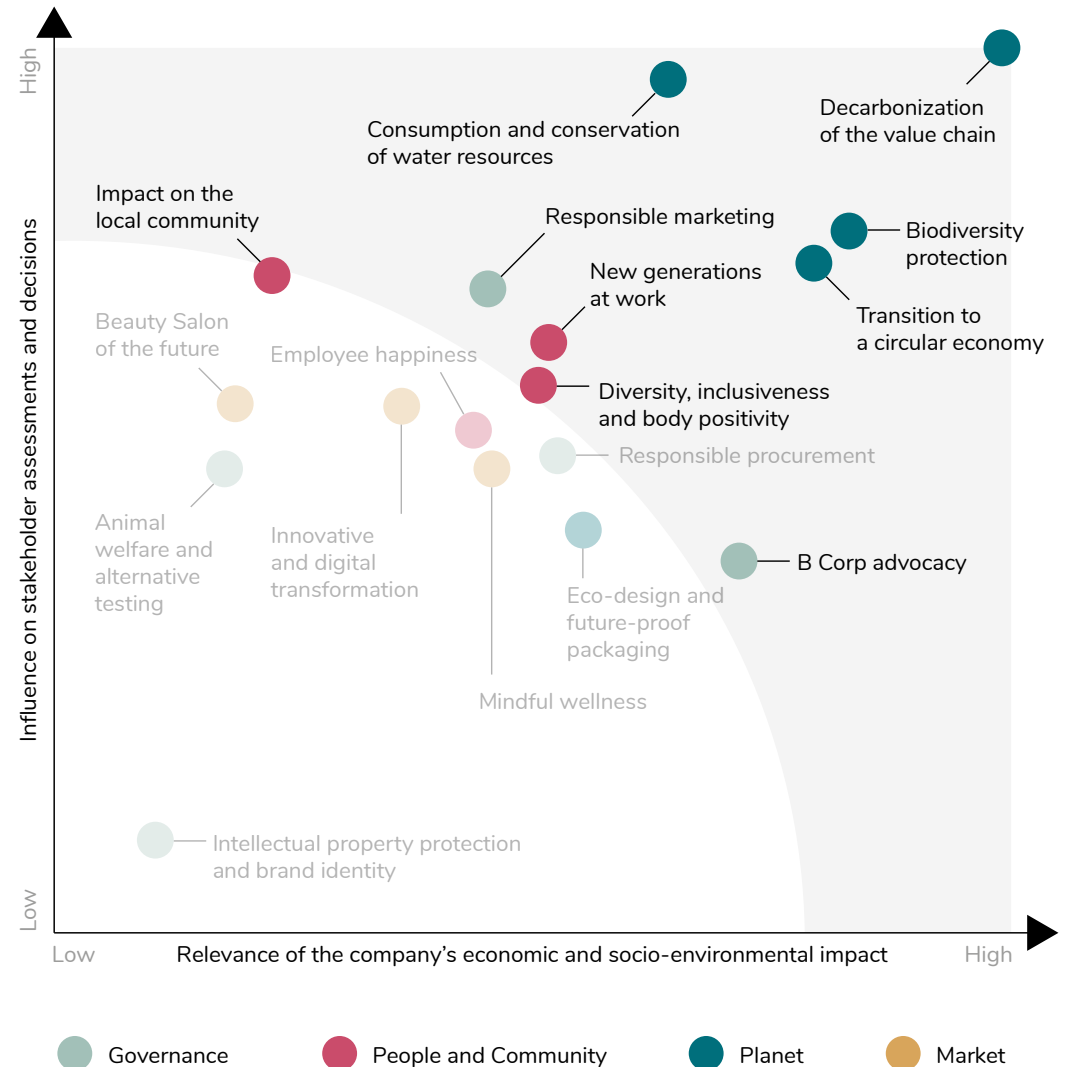 High
Consumption and conservation
of water resources
Decarbonization
of the value chain
Impact on the
local community
Responsible marketing
Biodiversity
protection
New generations
at work
Transition to
a circular economy
Beauty Salon
of the future
Employee happiness
Diversity, inclusiveness
and body positivity
Responsible procurement
Animal
welfare and
alternative
testing
Innovative
and digital
transformation
B Corp advocacy
Eco-design and
future-proof
packaging
Mindful wellness
Intellectual property protection
and brand identity
Influence on stakeholder assessments and decisions
Low
Low
Relevance of the company’s economic and socio-environmental impact
High
Governance
People and Community
Planet
Market